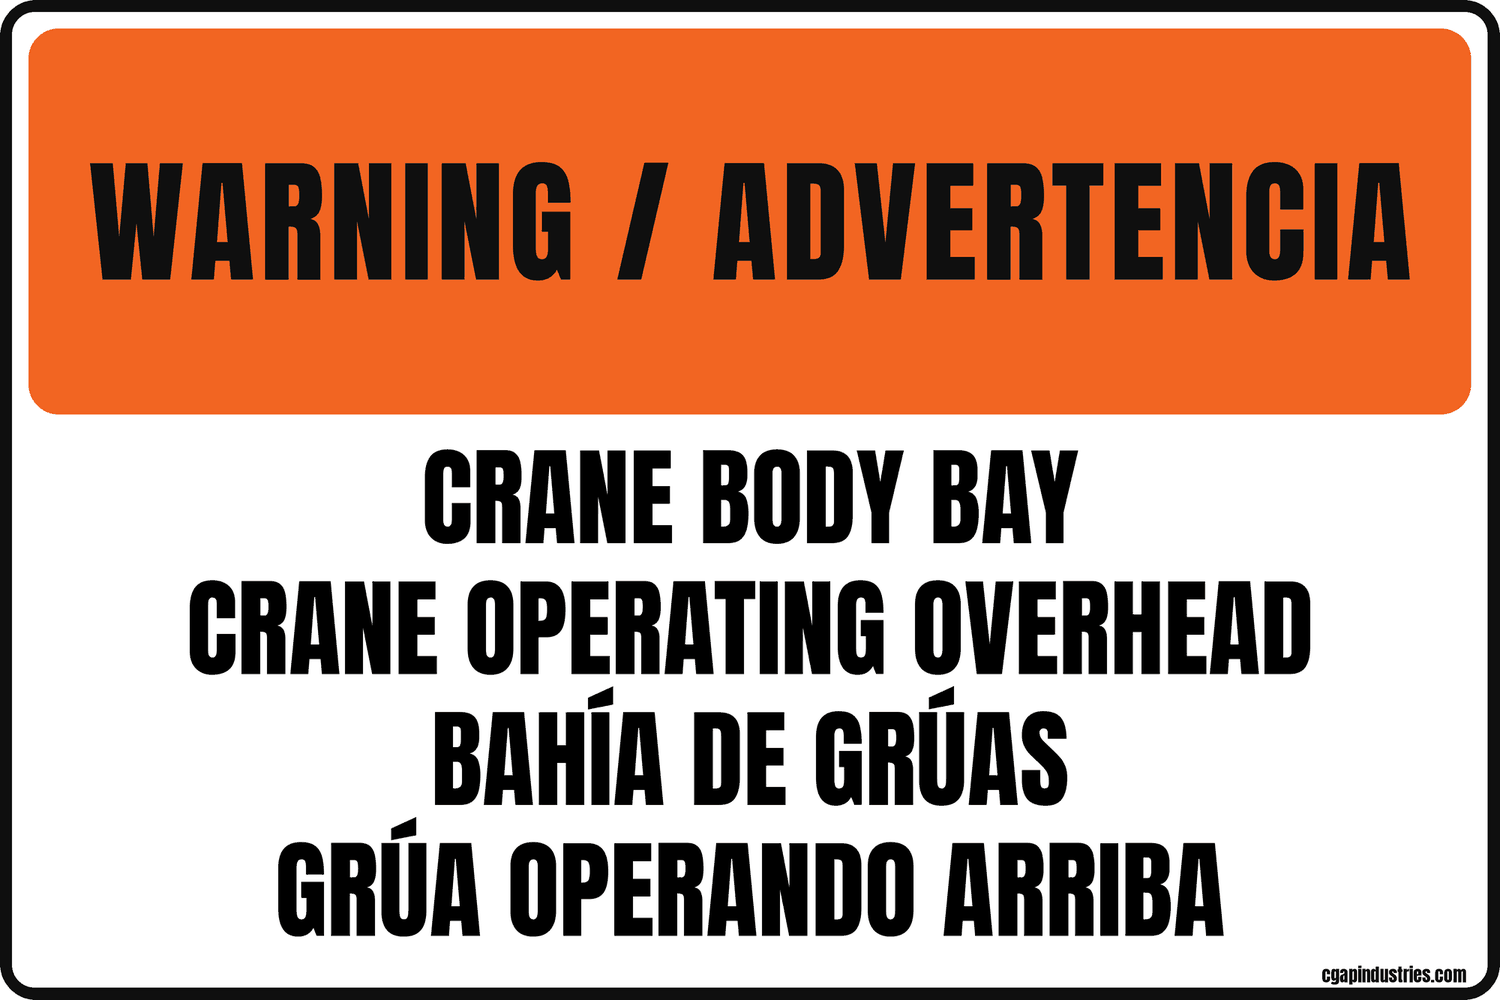 WARNING / ADVERTENCIA
CRANE BODY BAY
CRANE OPERATING OVERHEAD
BAHÍA DE GRÚAS
GRÚA OPERANDO ARRIBA
cgapindustries.com